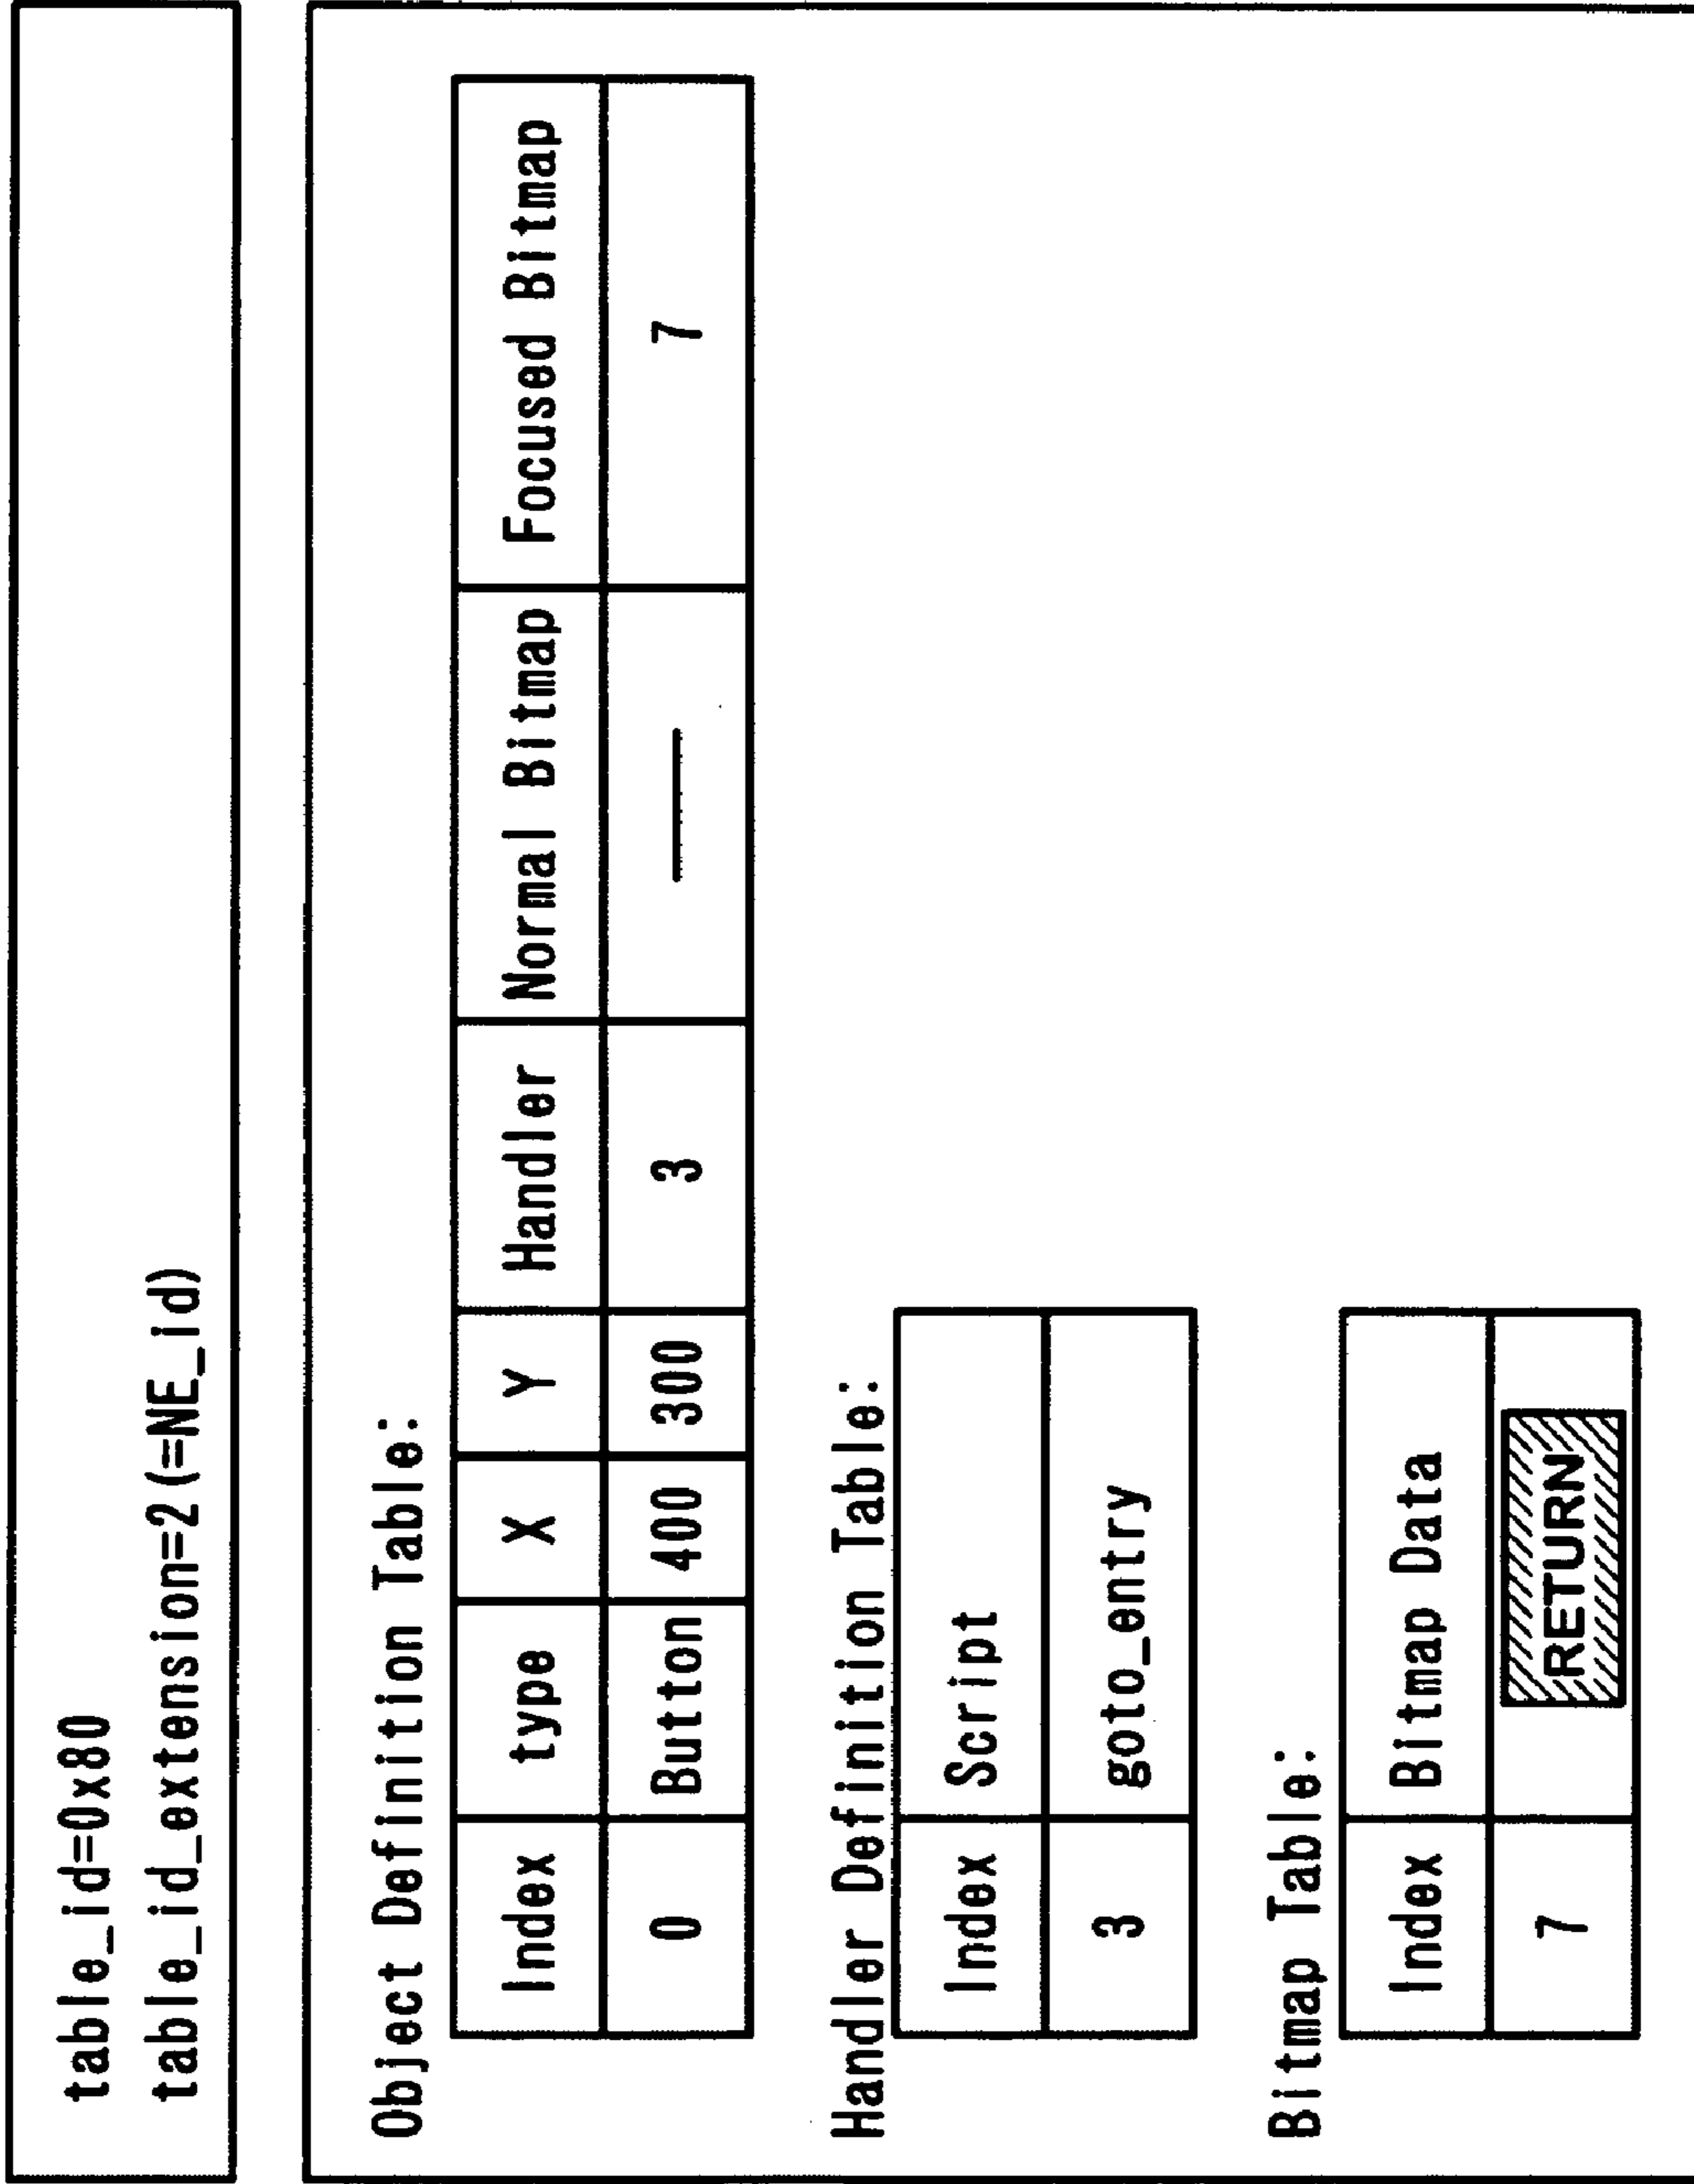 table_id=0x80
table_id_extension=2(=NE_id)
Object Definition Table:
Index type X Y Handler Normal Bitmap Focused Bitmap
0 Button 400 300 3 — 7
Handler Definition Table:
Index Script
3 goto_entry
Bitmap Table:
Index Bitmap Data
7 RETURN